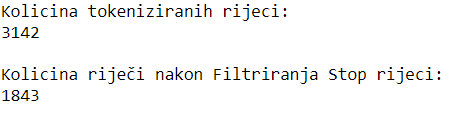 Kolicina tokeniziranih rijeci:
3142
Kolicina riječi nakon Filtriranja Stop rijeci:
1843